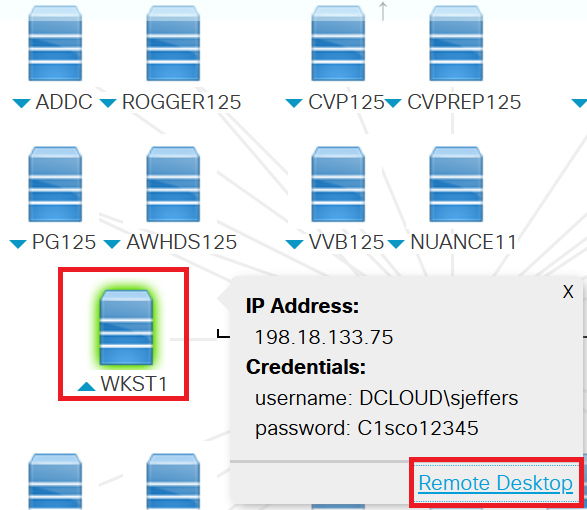 ADDC ROGGER125 CVP125 CVPREP125
PG125 AWHDS125 VVB125 NUANCE11
WKST1
X
IP Address:
198.18.133.75
Credentials:
username: DCLOUD\sjeffers
password: C1sco12345
Remote Desktop